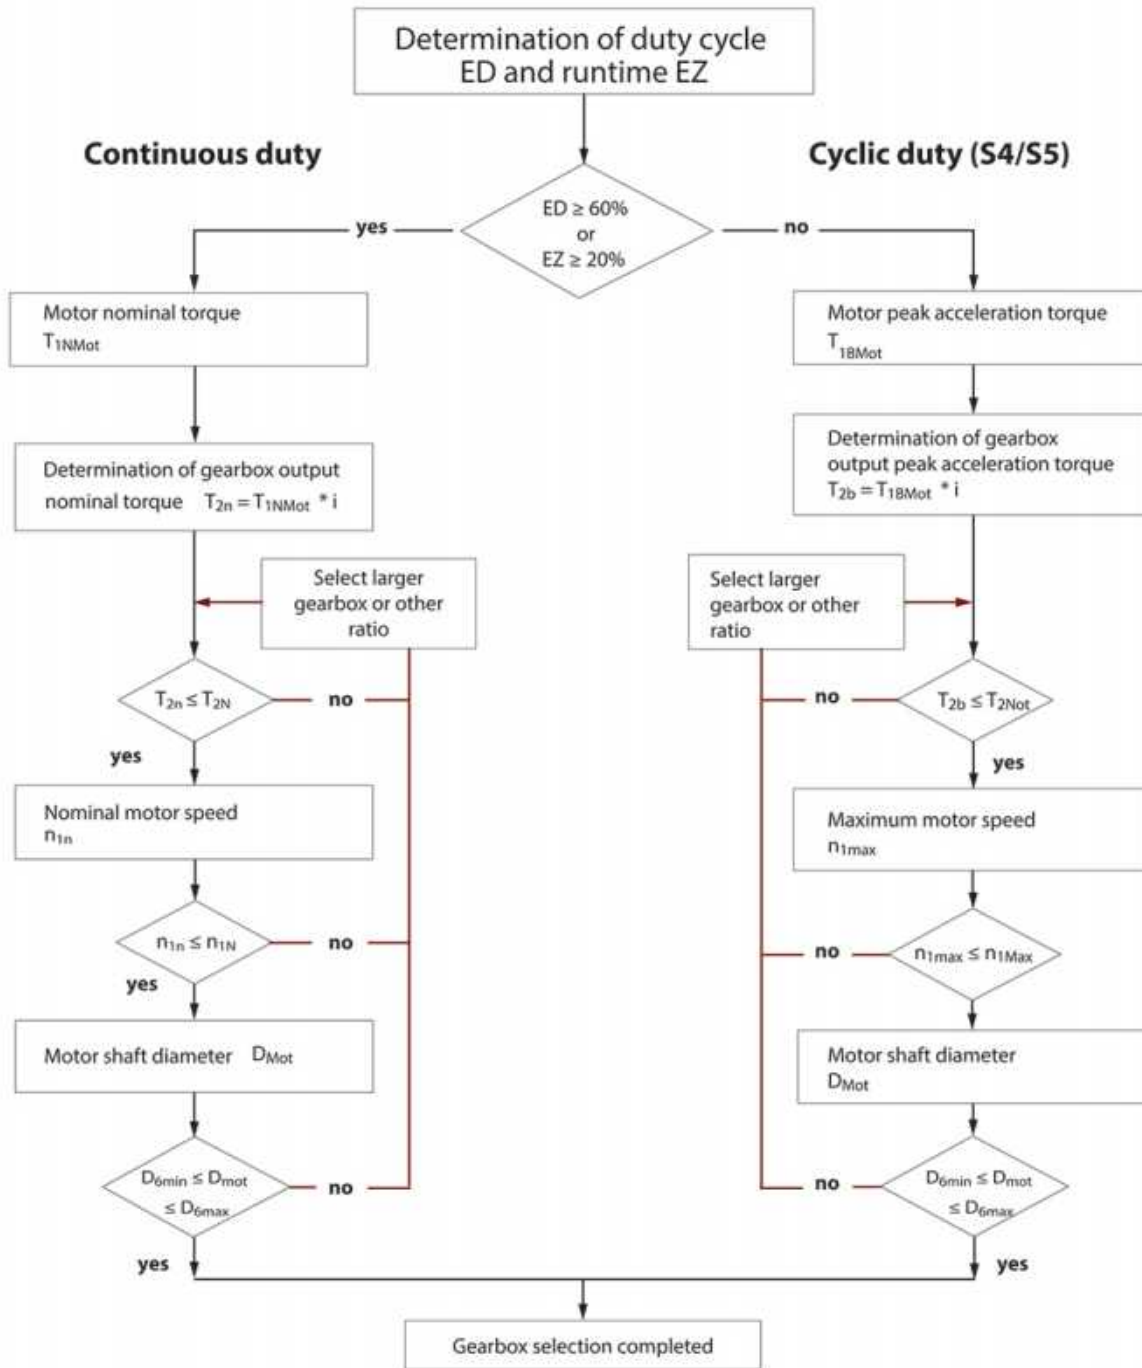 Determination of duty cycle
ED and runtime EZ
Continuous duty
Cyclic duty (S4/S5)
ED ≥ 60%
or
EZ ≥ 20%
yes
no
Motor nominal torque
T1NMot
Determination of gearbox output
nominal torque T2n = T1NMot * i
Select larger
gearbox or other
ratio
T2n ≤ T2N
no
yes
Nominal motor speed
n1n
n1n ≤ n1N
no
yes
Motor shaft diameter DMot
D6min ≤ Dmot
≤ D6max
no
yes
Motor peak acceleration torque
T1BMot
Determination of gearbox
output peak acceleration torque
T2b = T1BMot * i
Select larger
gearbox or other
ratio
T2b ≤ T2Not
no
yes
Maximum motor speed
n1max
n1max ≤ n1Max
no
Motor shaft diameter
DMot
D6min ≤ Dmot
≤ D6max
no
yes
Gearbox selection completed